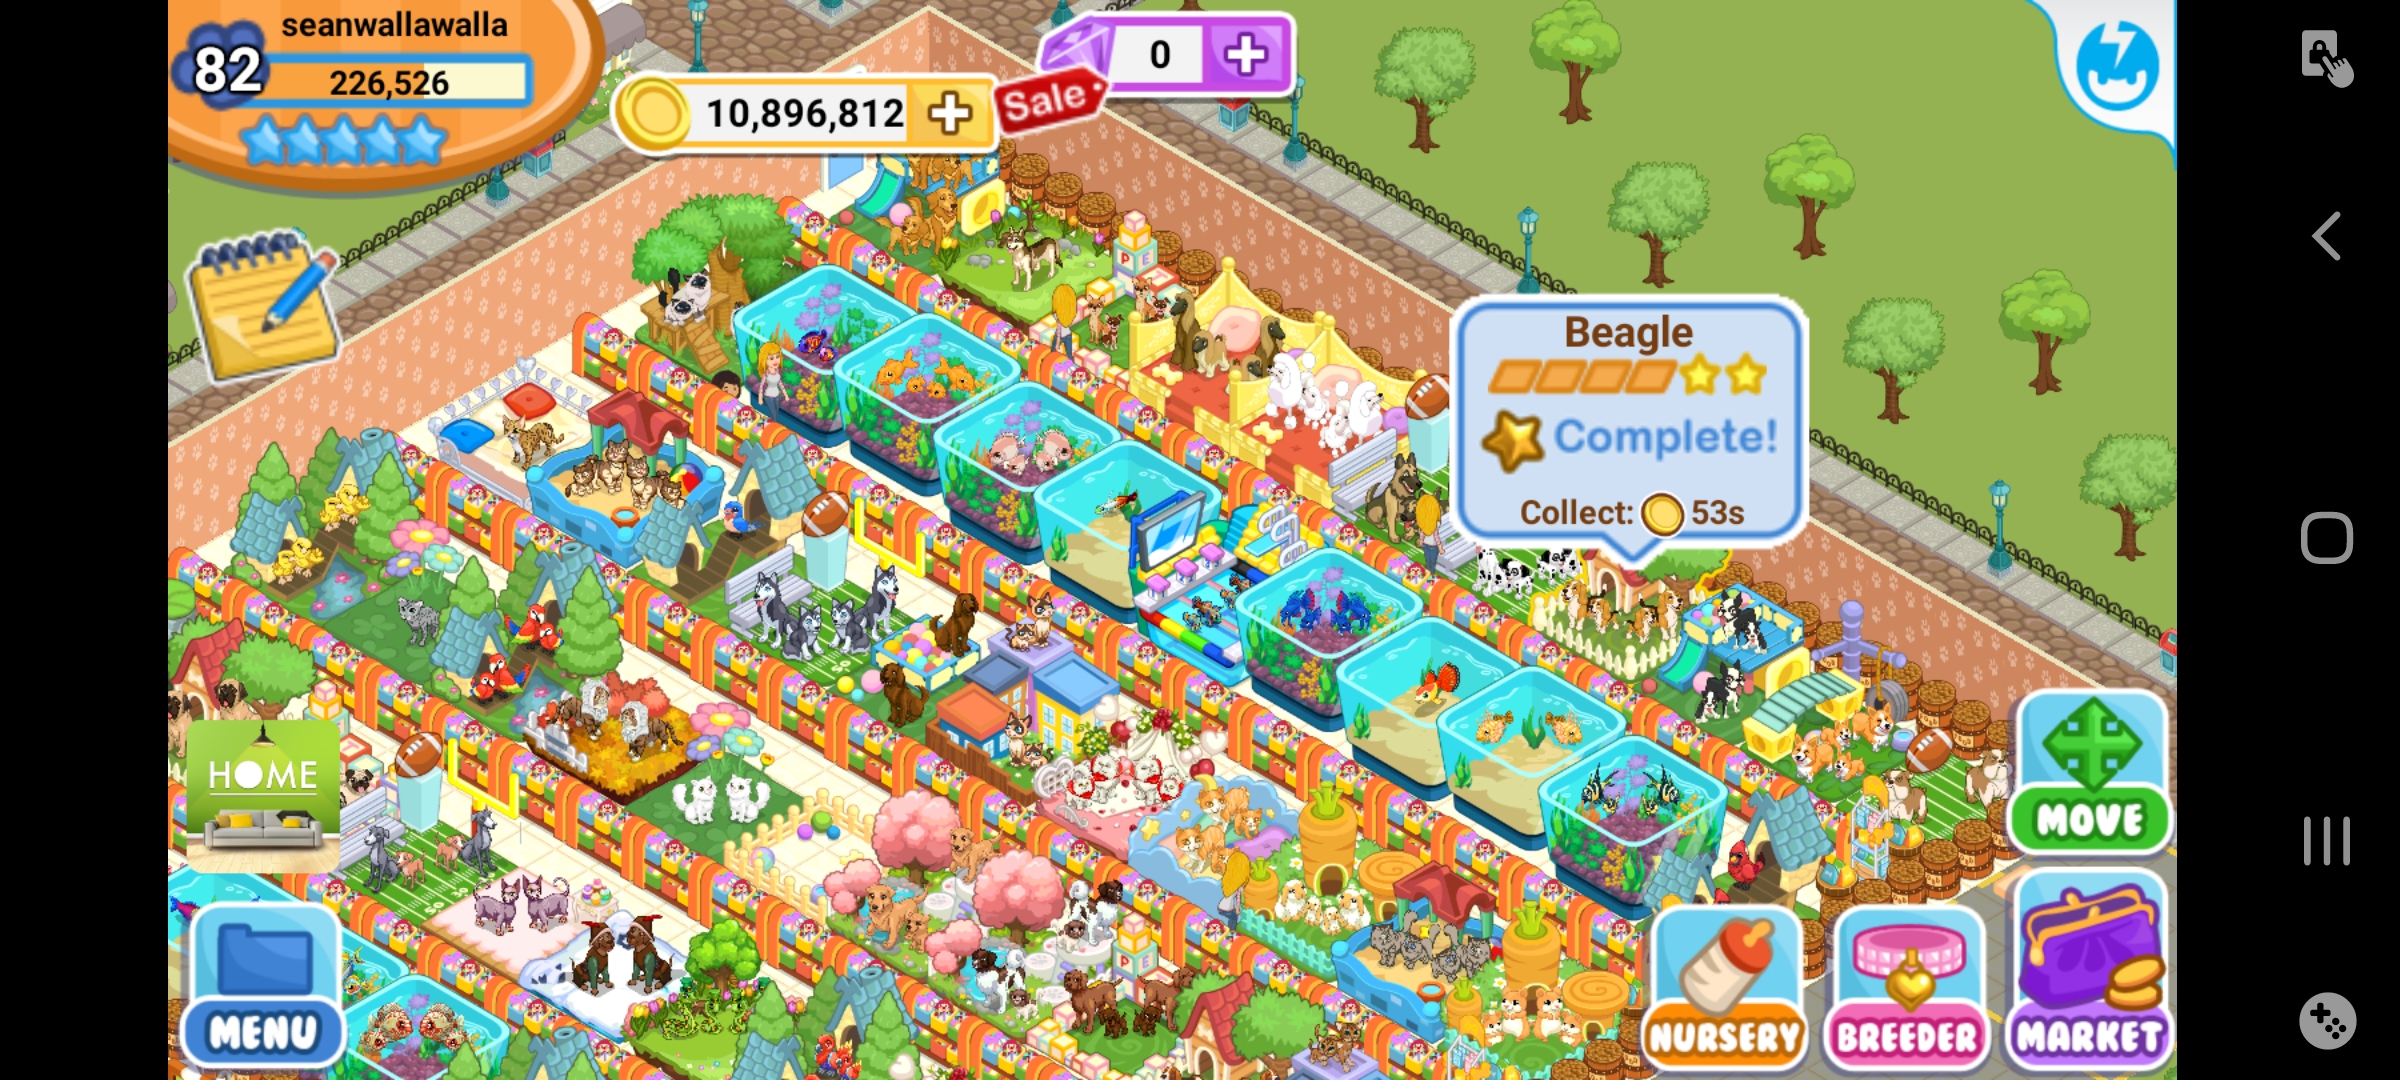 seanwallawalla
82
226,526
10,896,812
Sale
0
Beagle
Complete!
Collect: 53s
HOME
MOVE
MENU
NURSERY
BREEDER
MARKET